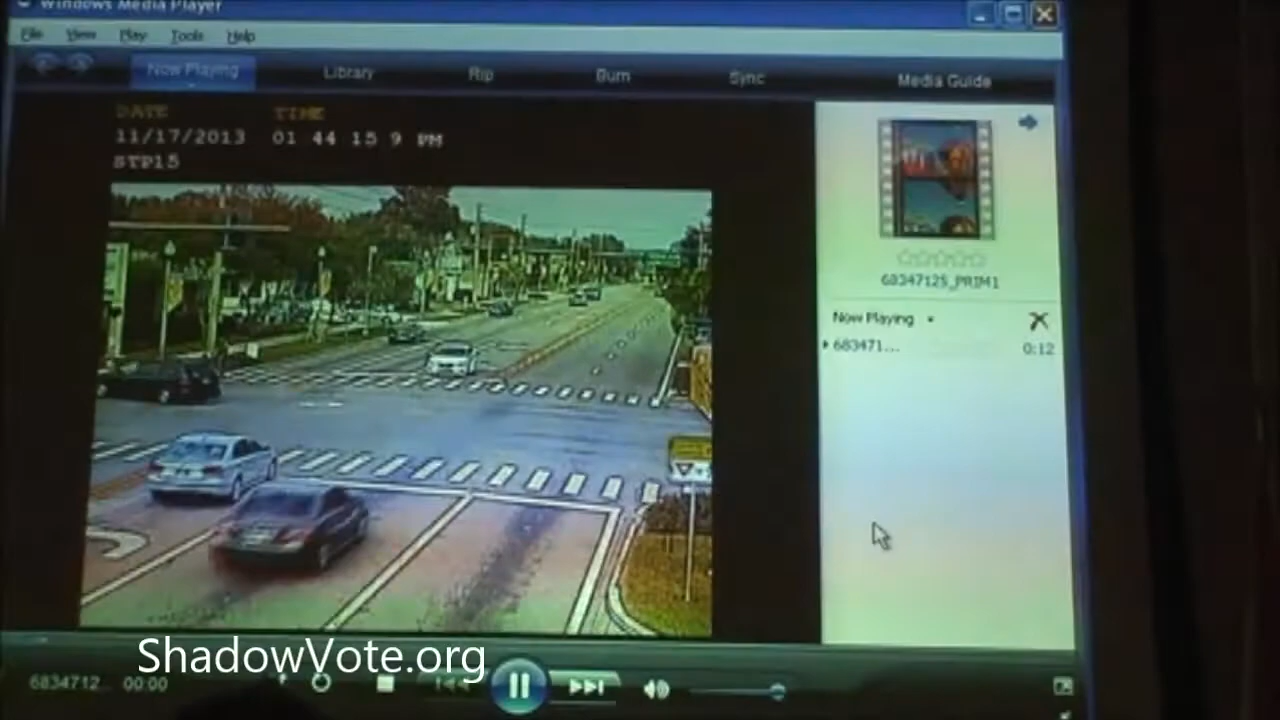 Windows Media Player
File View Play Tools Help
Now Playing Library Rip Burn Sync Media Guide
DATE TIME
11/17/2013 01 44 15 9 PM
STP15
68347125_PRIM1
Now Playing
683471... 0:12
ShadowVote.org
6834712... 00:00